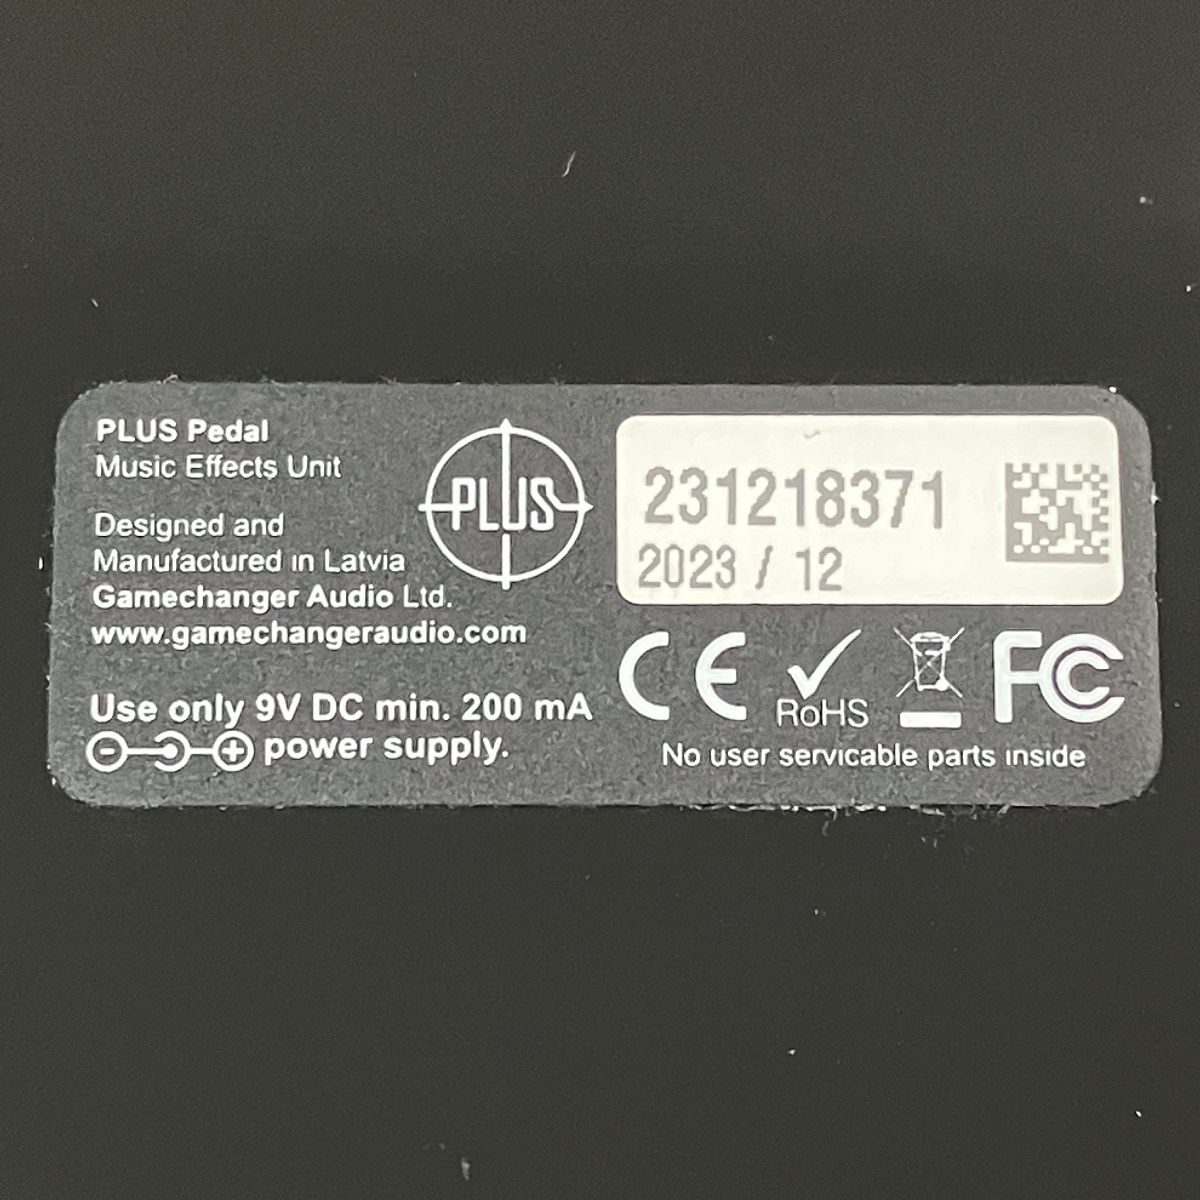 PLUS Pedal
Music Effects Unit
Designed and
Manufactured in Latvia
Gamechanger Audio Ltd.
www.gamechangeraudio.com
Use only 9V DC min. 200 mA
power supply.
PLUS
231218371
2023 / 12
CE
RoHS
FC
No user servicable parts inside